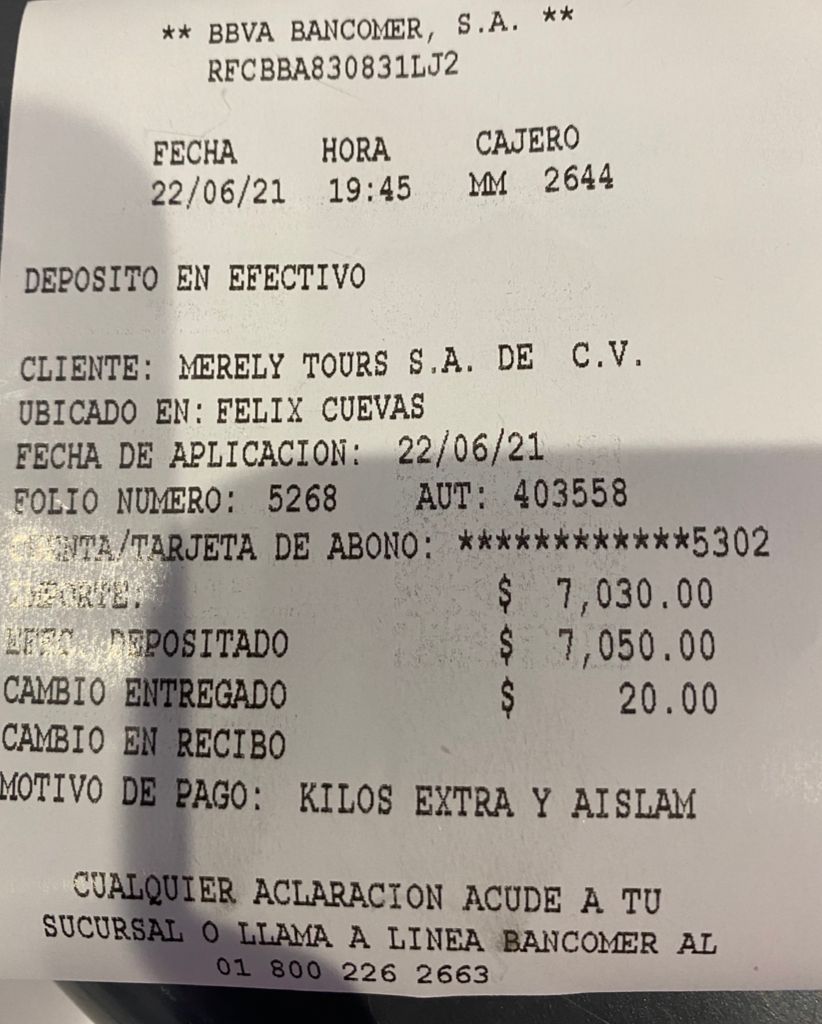 ** BBVA BANCOMER, S.A. **
RFCBBA830831LJ2
FECHA HORA CAJERO
22/06/21 19:45 MM 2644
DEPOSITO EN EFECTIVO
CLIENTE: MERELY TOURS S.A. DE C.V.
UBICADO EN: FELIX CUEVAS
FECHA DE APLICACION: 22/06/21
FOLIO NUMERO: 5268 AUT: 403558
CUENTA/TARJETA DE ABONO: ************5302
IMPORTE: $ 7,030.00
EFEC. DEPOSITADO $ 7,050.00
CAMBIO ENTREGADO $ 20.00
CAMBIO EN RECIBO
MOTIVO DE PAGO: KILOS EXTRA Y AISLAM
CUALQUIER ACLARACION ACUDE A TU
SUCURSAL O LLAMA A LINEA BANCOMER AL
01 800 226 2663